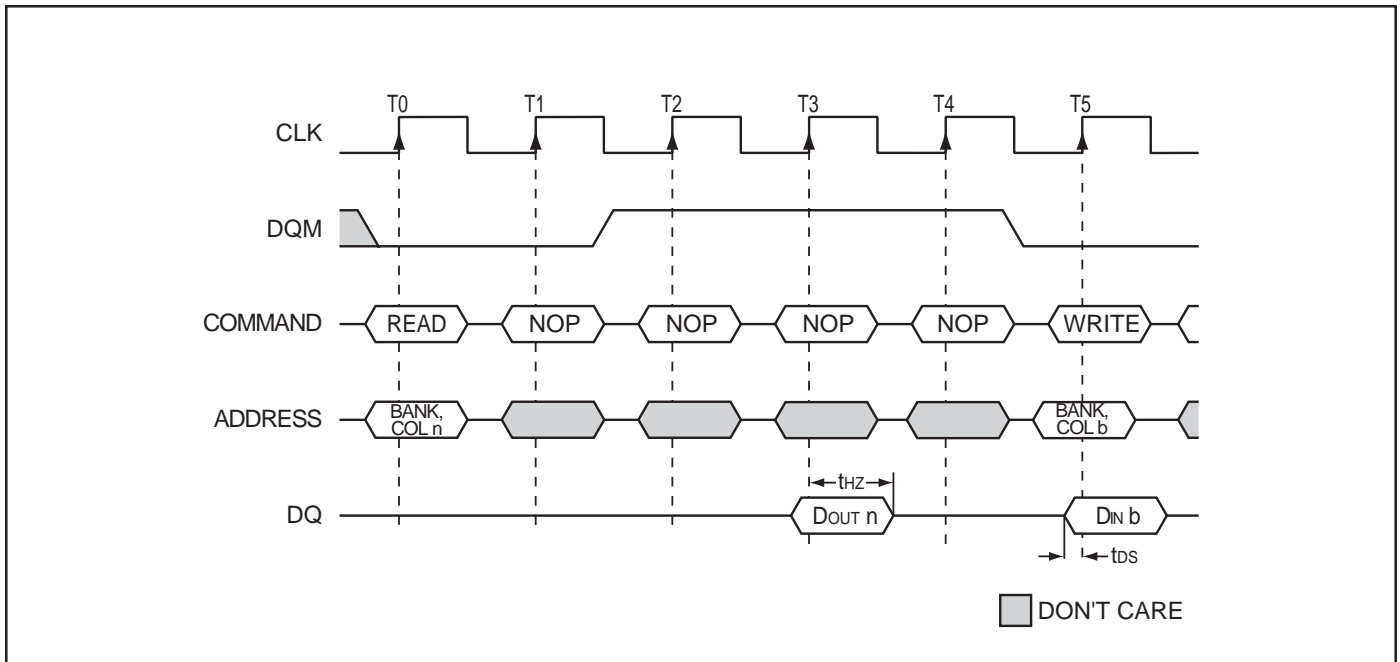 T0 T1 T2 T3 T4 T5
CLK
DQM
COMMAND READ NOP NOP NOP NOP WRITE
ADDRESS BANK, COL n BANK, COL b
tHZ
DQ DOUT n DIN b
tDS
DON'T CARE